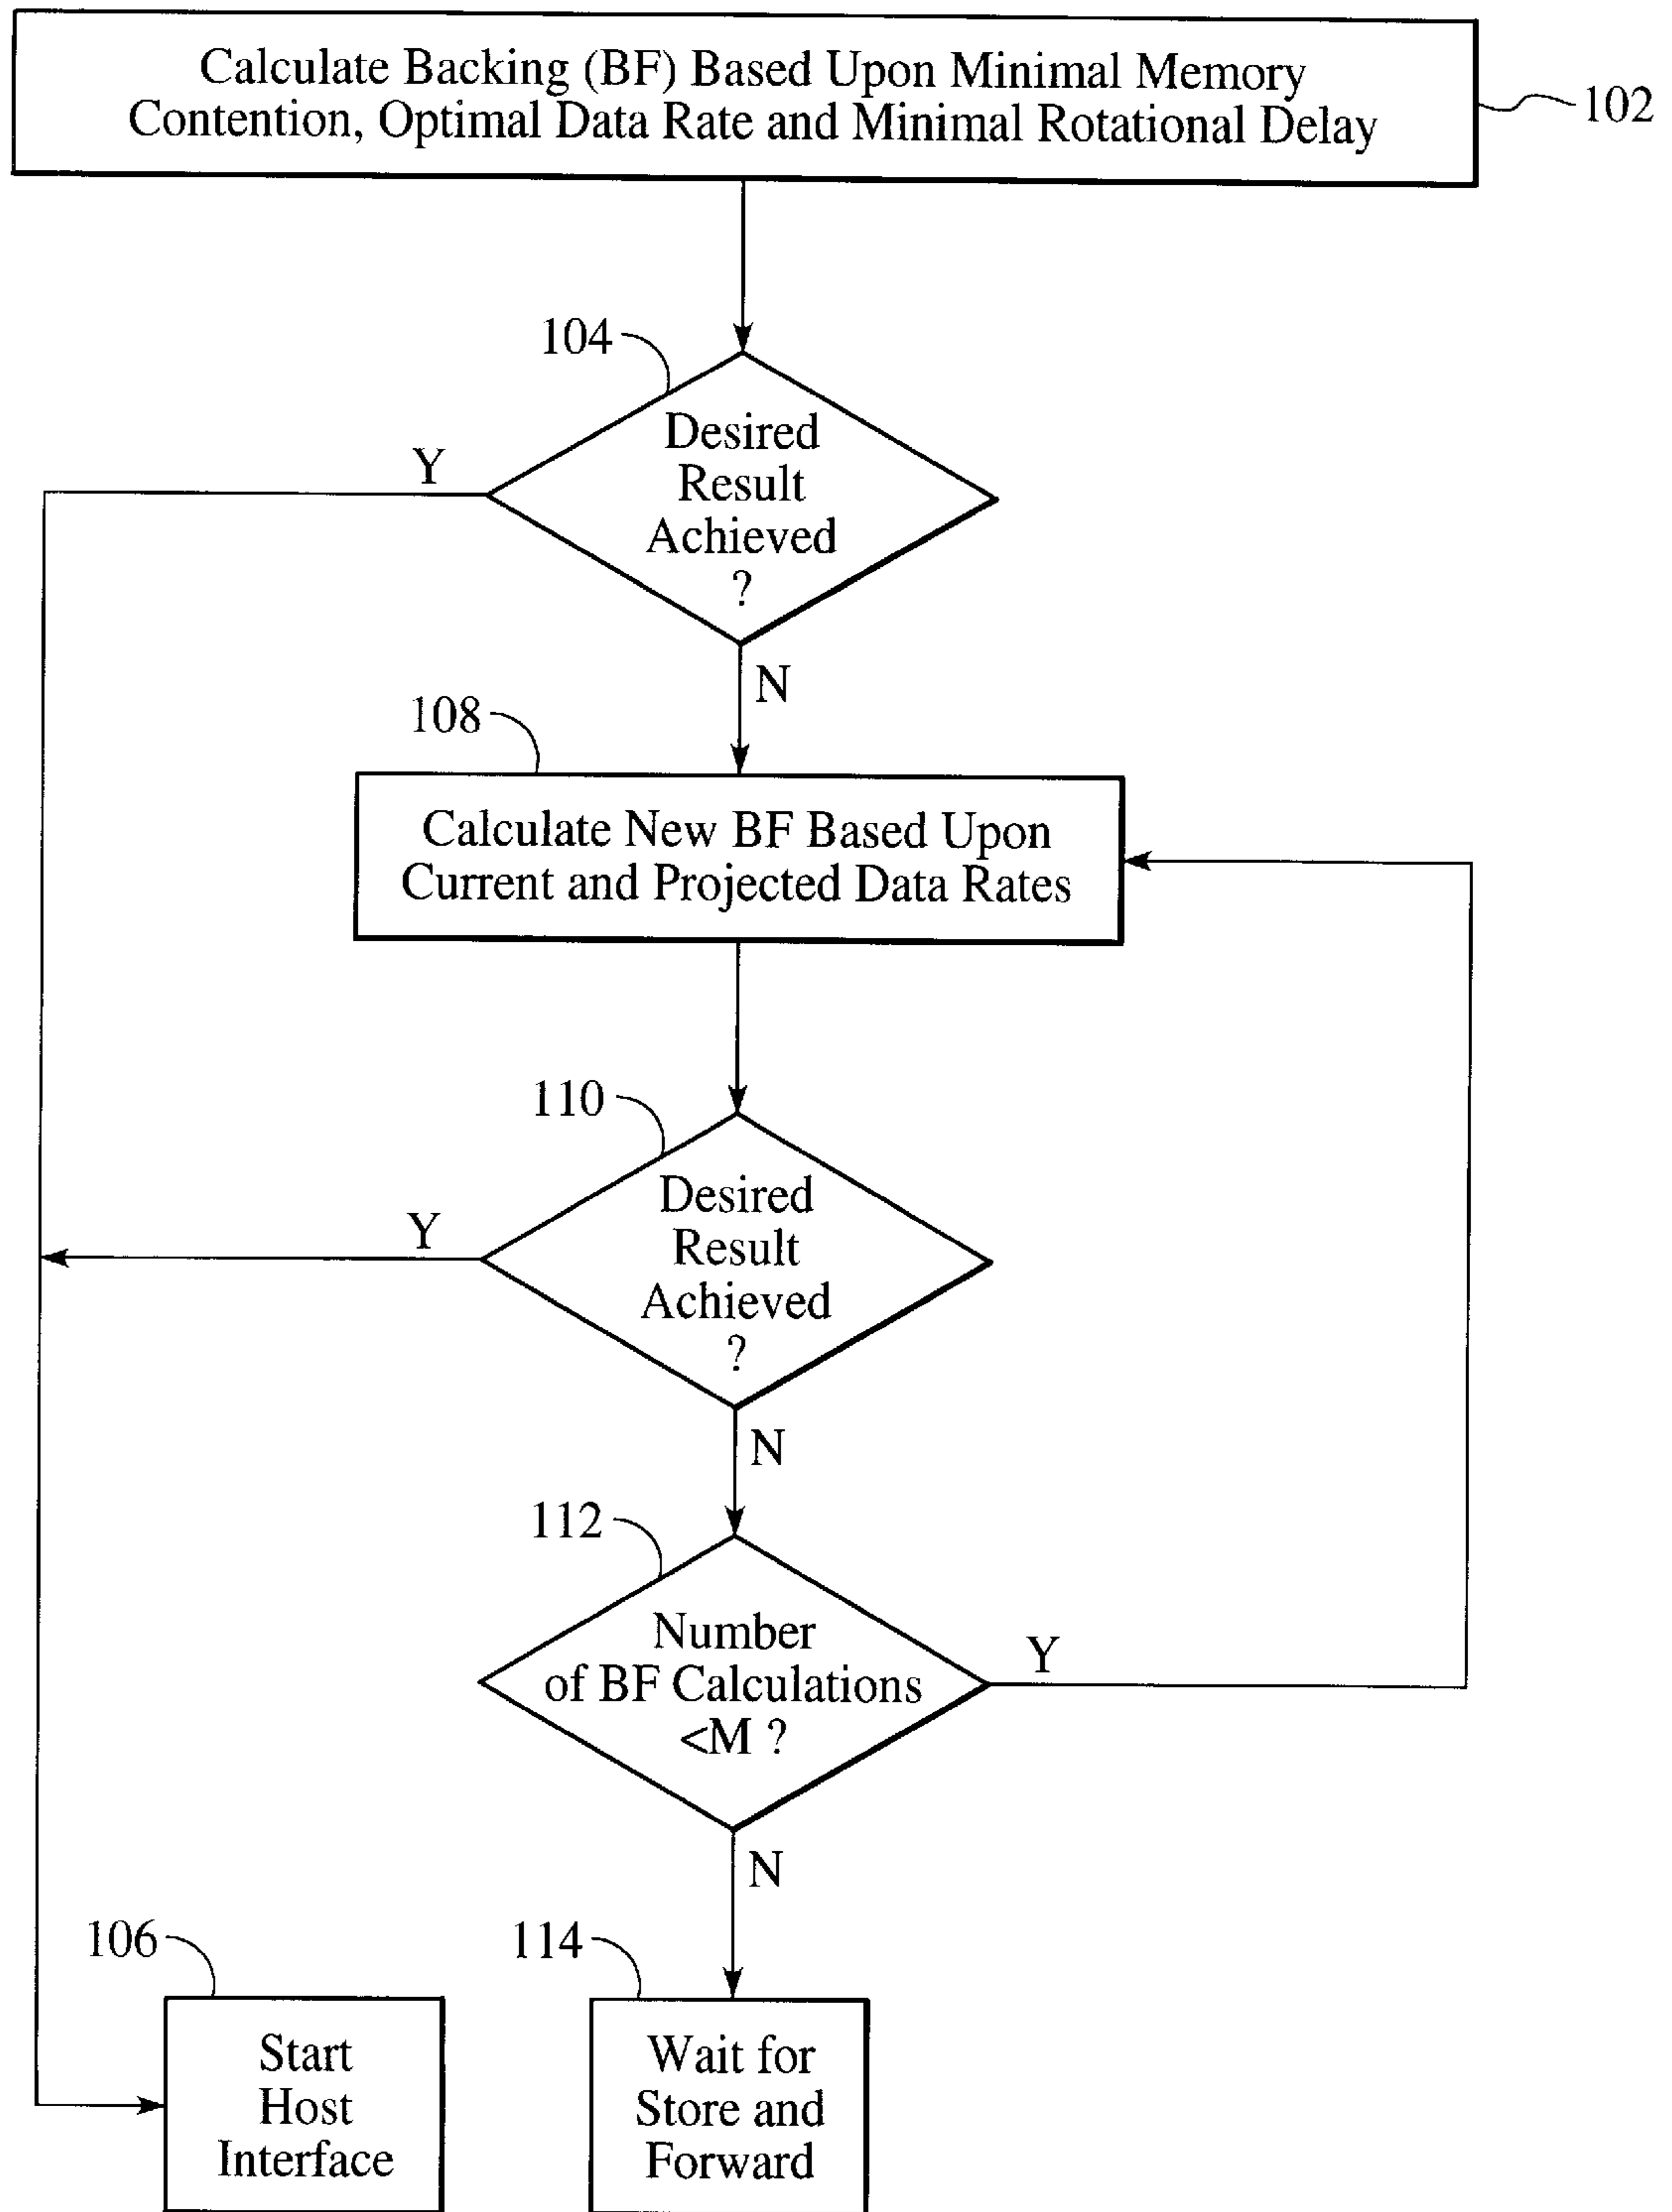 Calculate Backing (BF) Based Upon Minimal Memory
Contention, Optimal Data Rate and Minimal Rotational Delay
102
104
Desired
Result
Achieved
?
Y
N
108
Calculate New BF Based Upon
Current and Projected Data Rates
110
Desired
Result
Achieved
?
Y
N
112
Number
of BF Calculations
<M ?
Y
N
106
Start
Host
Interface
114
Wait for
Store and
Forward